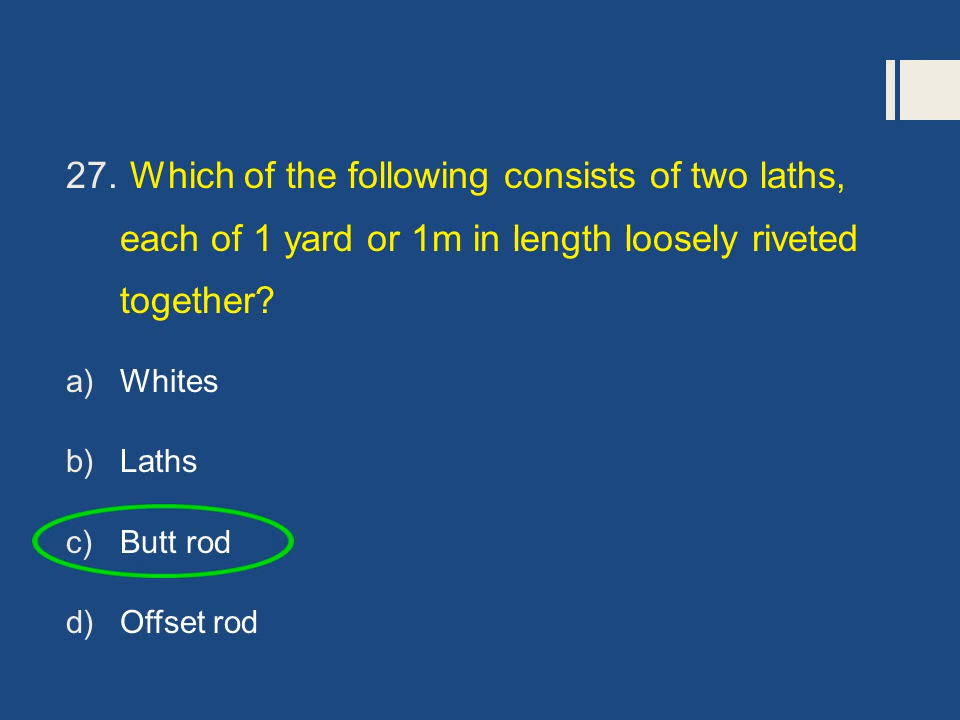 27. Which of the following consists of two laths,
each of 1 yard or 1m in length loosely riveted
together?
a) Whites
b) Laths
c) Butt rod
d) Offset rod